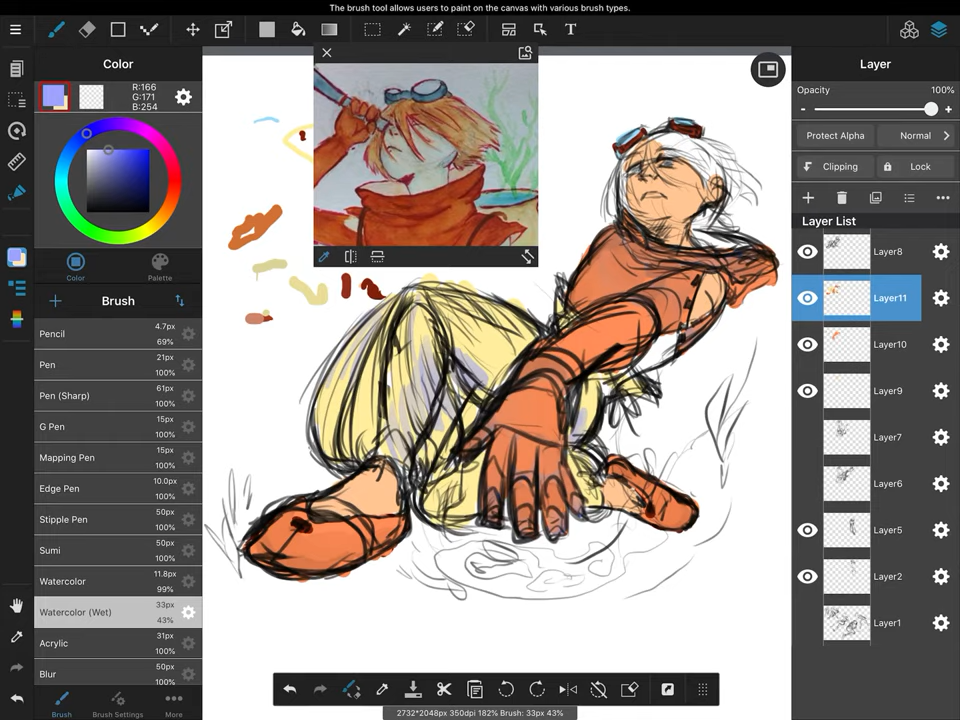 The brush tool allows users to paint on the canvas with various brush types.
T
Color
R:166
G:171
B:254
Color
Palette
Brush
Pencil
4.7px
69%
Pen
21px
100%
Pen (Sharp)
61px
100%
G Pen
15px
100%
Mapping Pen
15px
100%
Edge Pen
10.0px
100%
Stipple Pen
50px
100%
Sumi
50px
100%
Watercolor
11.8px
99%
Watercolor (Wet)
33px
43%
Acrylic
31px
100%
Blur
50px
100%
Brush
Brush Settings
More
2732*2048px 350dpi 182% Brush: 33px 43%
Layer
Opacity
100%
Protect Alpha
Normal
Clipping
Lock
Layer List
Layer8
Layer11
Layer10
Layer9
Layer7
Layer6
Layer5
Layer2
Layer1